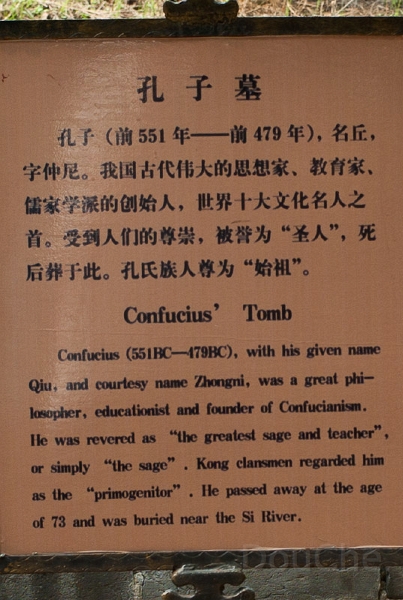 孔子墓
孔子（前551年——前479年），名丘，
字仲尼。我国古代伟大的思想家、教育家、
儒家学派的创始人，世界十大文化名人之
首。受到人们的尊崇，被誉为“圣人”，死
后葬于此。孔氏族人尊为“始祖”。
Confucius’ Tomb
Confucius (551BC—479BC), with his given name
Qiu, and courtesy name Zhongni, was a great phi-
losopher, educationist and founder of Confucianism.
He was revered as “the greatest sage and teacher”,
or simply “the sage”. Kong clansmen regarded him
as the “primogenitor”. He passed away at the age
of 73 and was buried near the Si River.
DouChe